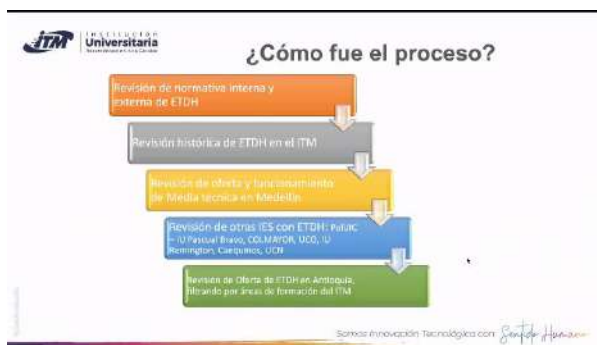 ITM
INSTITUCIÓN
Universitaria
¿Cómo fue el proceso?
Revisión de normativa interna y
externa de ETDH
Revisión histórica de ETDH en el ITM
Revisión de oferta y funcionamiento
de Media técnica en Medellín
Revisión de otras IES con ETDH:
– IU Pascual Bravo, COLMAYOR, UCO, IU
Remington, Coequimos, UCN
Revisión de Oferta de ETDH en Antioquia,
filtrando por áreas de formación del ITM
Somos Innovación Tecnológica con Sentido Humano